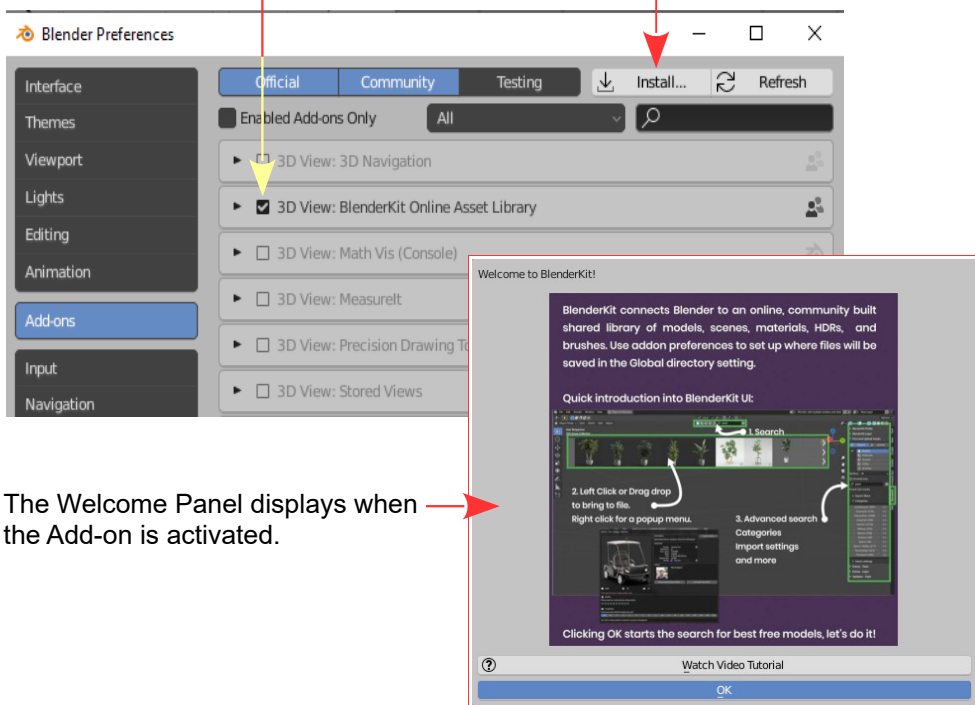 Blender Preferences
Interface
Themes
Viewport
Lights
Editing
Animation
Add-ons
Input
Navigation
Official Community Testing Install... Refresh
Enabled Add-ons Only All
3D View: 3D Navigation
3D View: BlenderKit Online Asset Library
3D View: Math Vis (Console)
3D View: MeasureIt
3D View: Precision Drawing To
3D View: Stored Views
The Welcome Panel displays when
the Add-on is activated.
Welcome to BlenderKit!
BlenderKit connects Blender to an online, community built
shared library of models, scenes, materials, HDRs, and
brushes. Use addon preferences to set up where files will be
saved in the Global directory setting.
Quick introduction into BlenderKit UI:
1. Search
2. Left Click or Drag drop
to bring to file.
Right click for a popup menu.
3. Advanced search
Categories
Import settings
and more
Clicking OK starts the search for best free models, let's do it!
Watch Video Tutorial
OK